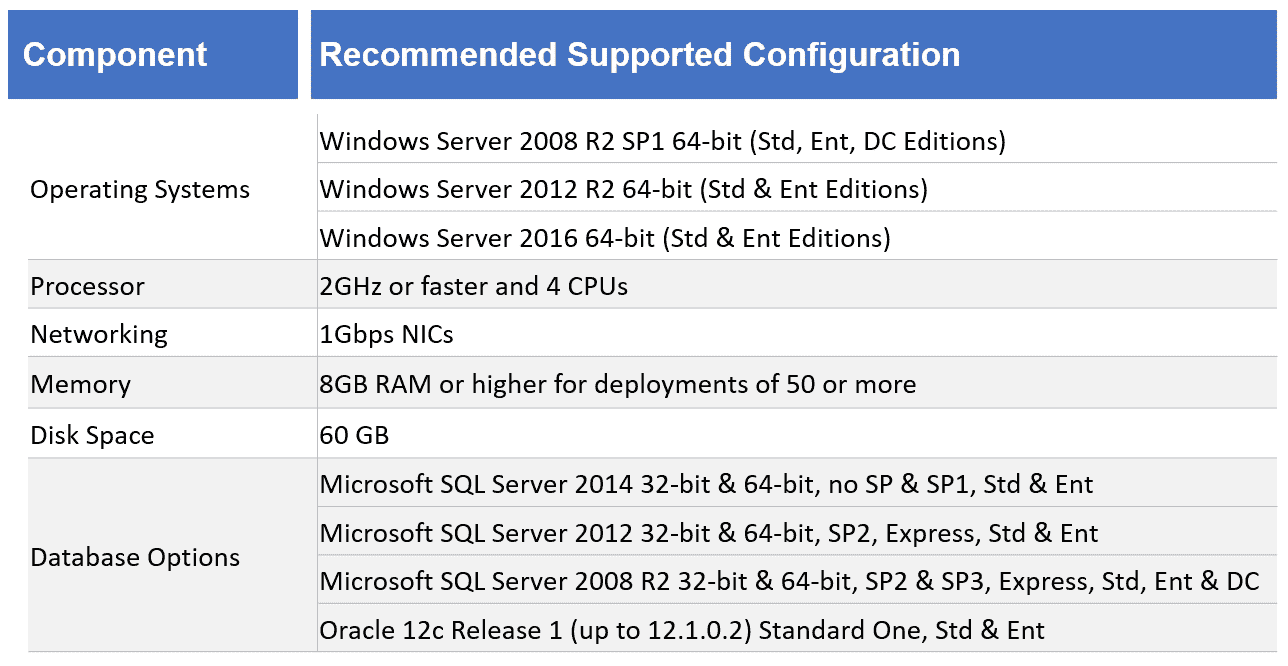 Component Recommended Supported Configuration
Windows Server 2008 R2 SP1 64-bit (Std, Ent, DC Editions)
Operating Systems Windows Server 2012 R2 64-bit (Std & Ent Editions)
Windows Server 2016 64-bit (Std & Ent Editions)
Processor 2GHz or faster and 4 CPUs
Networking 1Gbps NICs
Memory 8GB RAM or higher for deployments of 50 or more
Disk Space 60 GB
Microsoft SQL Server 2014 32-bit & 64-bit, no SP & SP1, Std & Ent
Microsoft SQL Server 2012 32-bit & 64-bit, SP2, Express, Std & Ent
Database Options
Microsoft SQL Server 2008 R2 32-bit & 64-bit, SP2 & SP3, Express, Std, Ent & DC
Oracle 12c Release 1 (up to 12.1.0.2) Standard One, Std & Ent